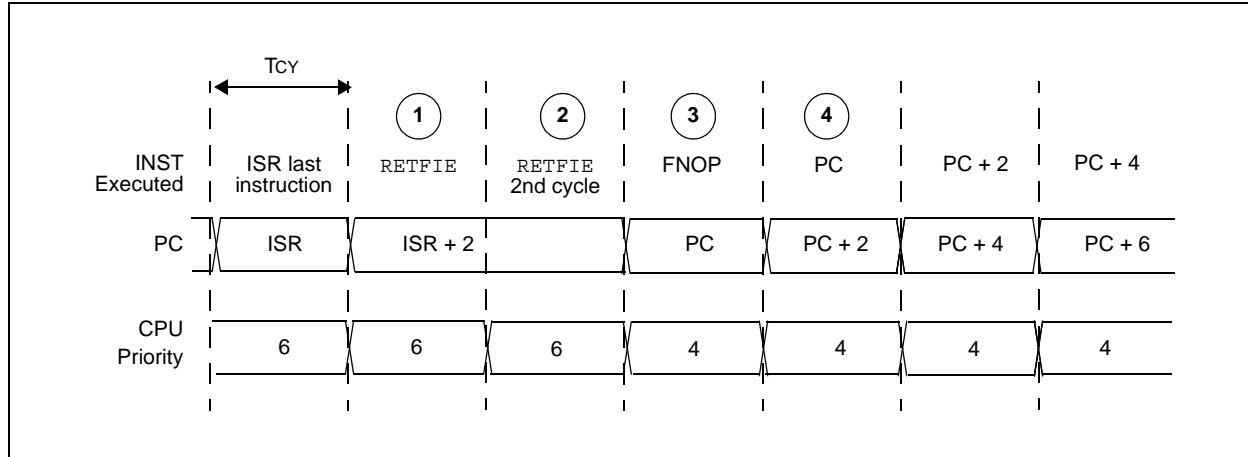 TCY
1 2 3 4
INST
Executed
ISR last
instruction
RETFIE
RETFIE
2nd cycle
FNOP
PC
PC + 2
PC + 4
PC
ISR
ISR + 2
PC
PC + 2
PC + 4
PC + 6
CPU
Priority
6
6
6
4
4
4
4